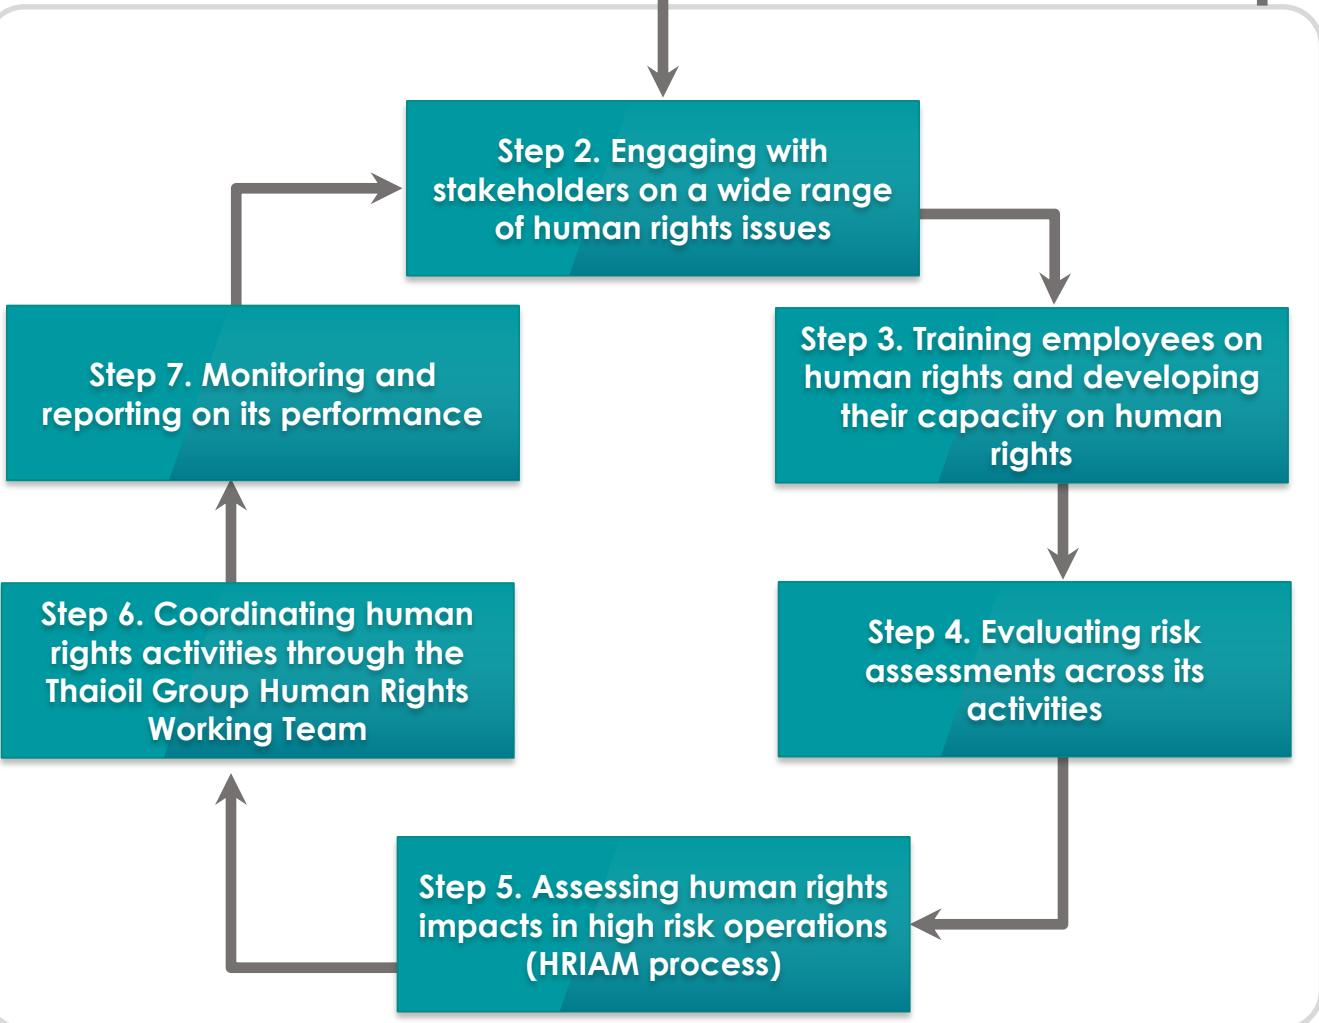 Step 2. Engaging with
stakeholders on a wide range
of human rights issues
Step 3. Training employees on
human rights and developing
their capacity on human
rights
Step 4. Evaluating risk
assessments across its
activities
Step 5. Assessing human rights
impacts in high risk operations
(HRIAM process)
Step 6. Coordinating human
rights activities through the
Thaioil Group Human Rights
Working Team
Step 7. Monitoring and
reporting on its performance